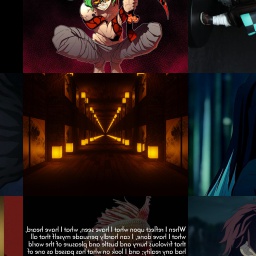 When I reflect upon what I have seen, what I have heard,
what I have done, I can hardly persuade myself that all
that frivolous hurry and bustle and pleasure of the world
had any reality; and I look on what has passed as one of